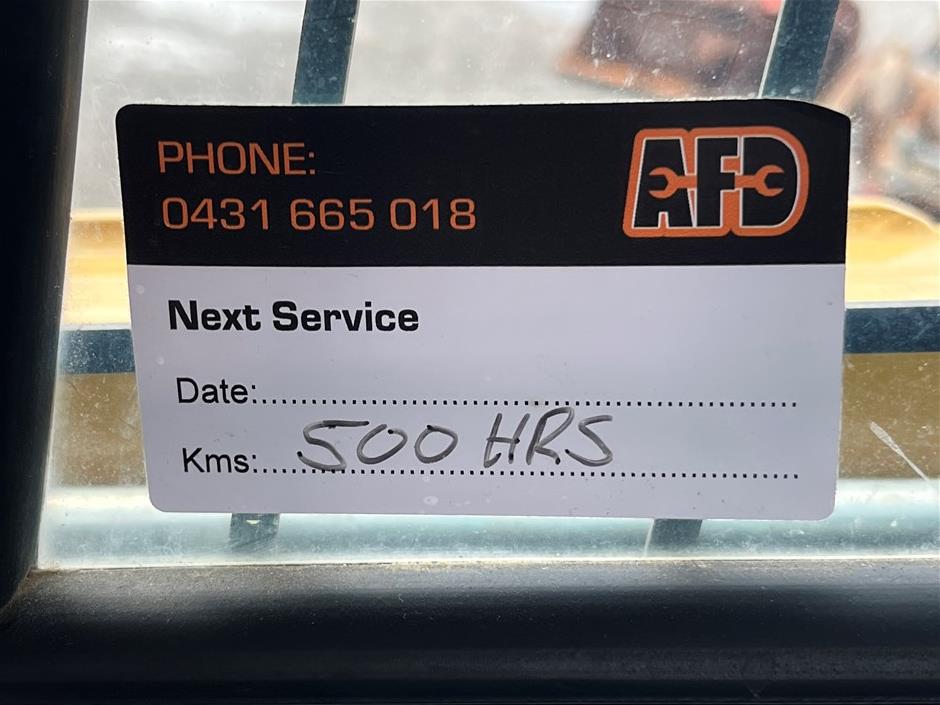 PHONE:
0431 665 018
AFD
Next Service
Date:................................................................
Kms:....500 HRS....................................